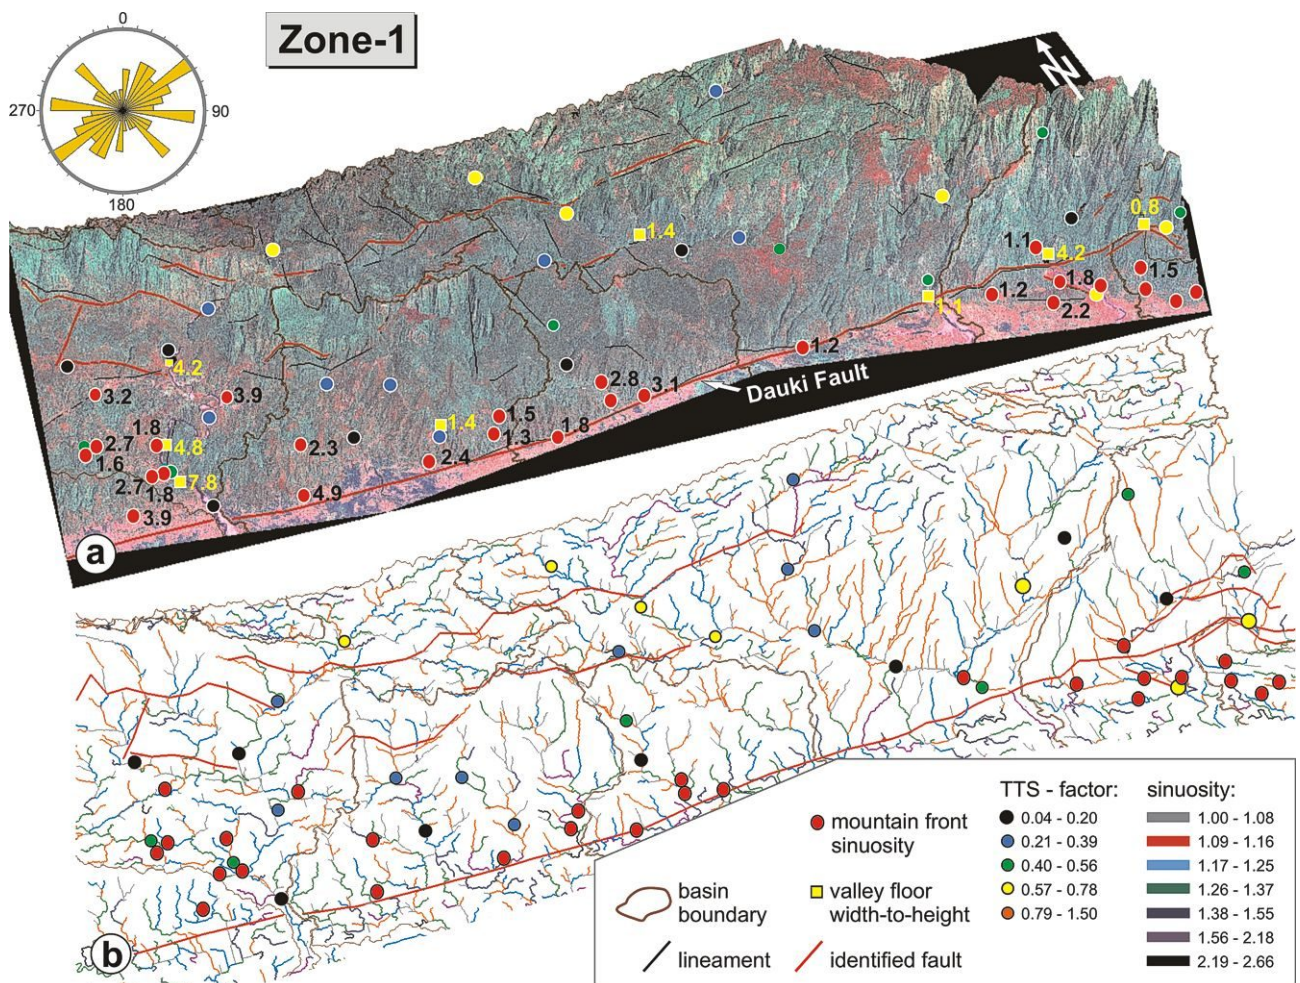 0
Zone-1
270
90
180
N
1.4
0.8
1.1
4.2
1.5
1.8
1.2
2.2
1.1
1.2
4.2
3.2
3.9
2.8
3.1
Dauki Fault
1.4
1.5
1.8
2.7
4.8
2.3
1.3
1.8
1.6
2.4
2.7
1.8
7.8
4.9
3.9
a
b
mountain front
sinuosity
basin
boundary
valley floor
width-to-height
lineament
identified fault
TTS - factor:
0.04 - 0.20
0.21 - 0.39
0.40 - 0.56
0.57 - 0.78
0.79 - 1.50
sinuosity:
1.00 - 1.08
1.09 - 1.16
1.17 - 1.25
1.26 - 1.37
1.38 - 1.55
1.56 - 2.18
2.19 - 2.66